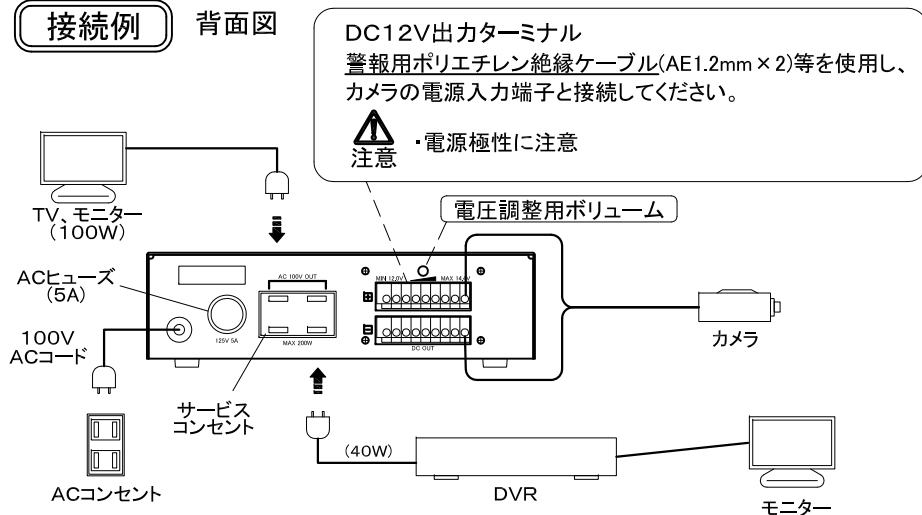 接続例 背面図
DC12V出力ターミナル
警報用ポリエチレン絶縁ケーブル(AE1.2mm×2)等を使用し、
カメラの電源入力端子と接続してください。
注意 ・電源極性に注意
電圧調整用ボリューム
TV、モニター
(100W)
ACヒューズ
(5A)
100V
ACコード
AC 100V OUT
MIN 12.0V MAX 14.4V
125V 5A
MAX 200W
DC OUT
カメラ
サービス
コンセント
ACコンセント
(40W)
DVR
モニター